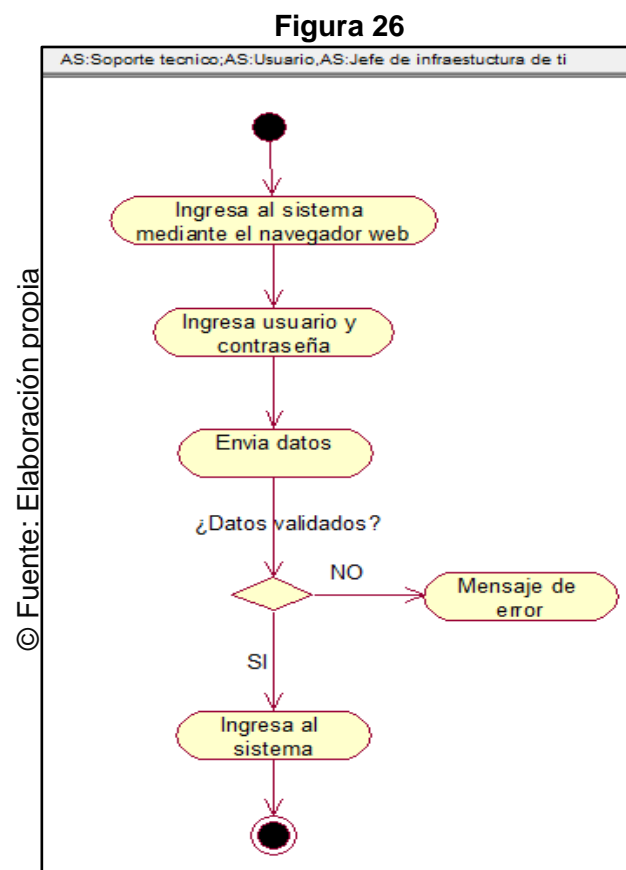 Figura 26
AS:Soporte tecnico;AS:Usuario,AS:Jefe de infraestuctura de ti
Ingresa al sistema
mediante el navegador web
Ingresa usuario y
contraseña
Envia datos
¿Datos validados?
NO
Mensaje de
error
SI
Ingresa al
sistema
© Fuente: Elaboración propia